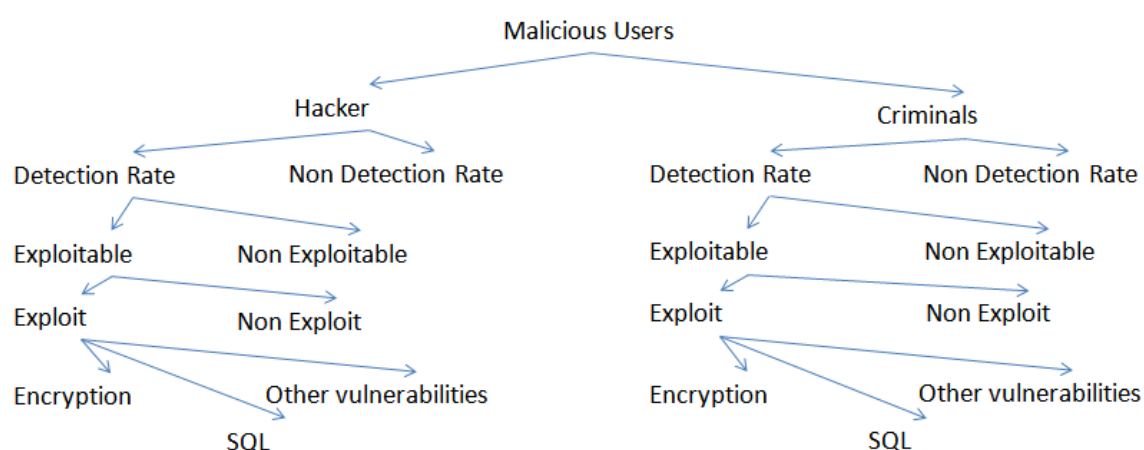 Malicious Users
Hacker
Criminals
Detection Rate
Non Detection Rate
Detection Rate
Non Detection Rate
Exploitable
Non Exploitable
Exploitable
Non Exploitable
Exploit
Non Exploit
Exploit
Non Exploit
Encryption
Other vulnerabilities
Encryption
Other vulnerabilities
SQL
SQL